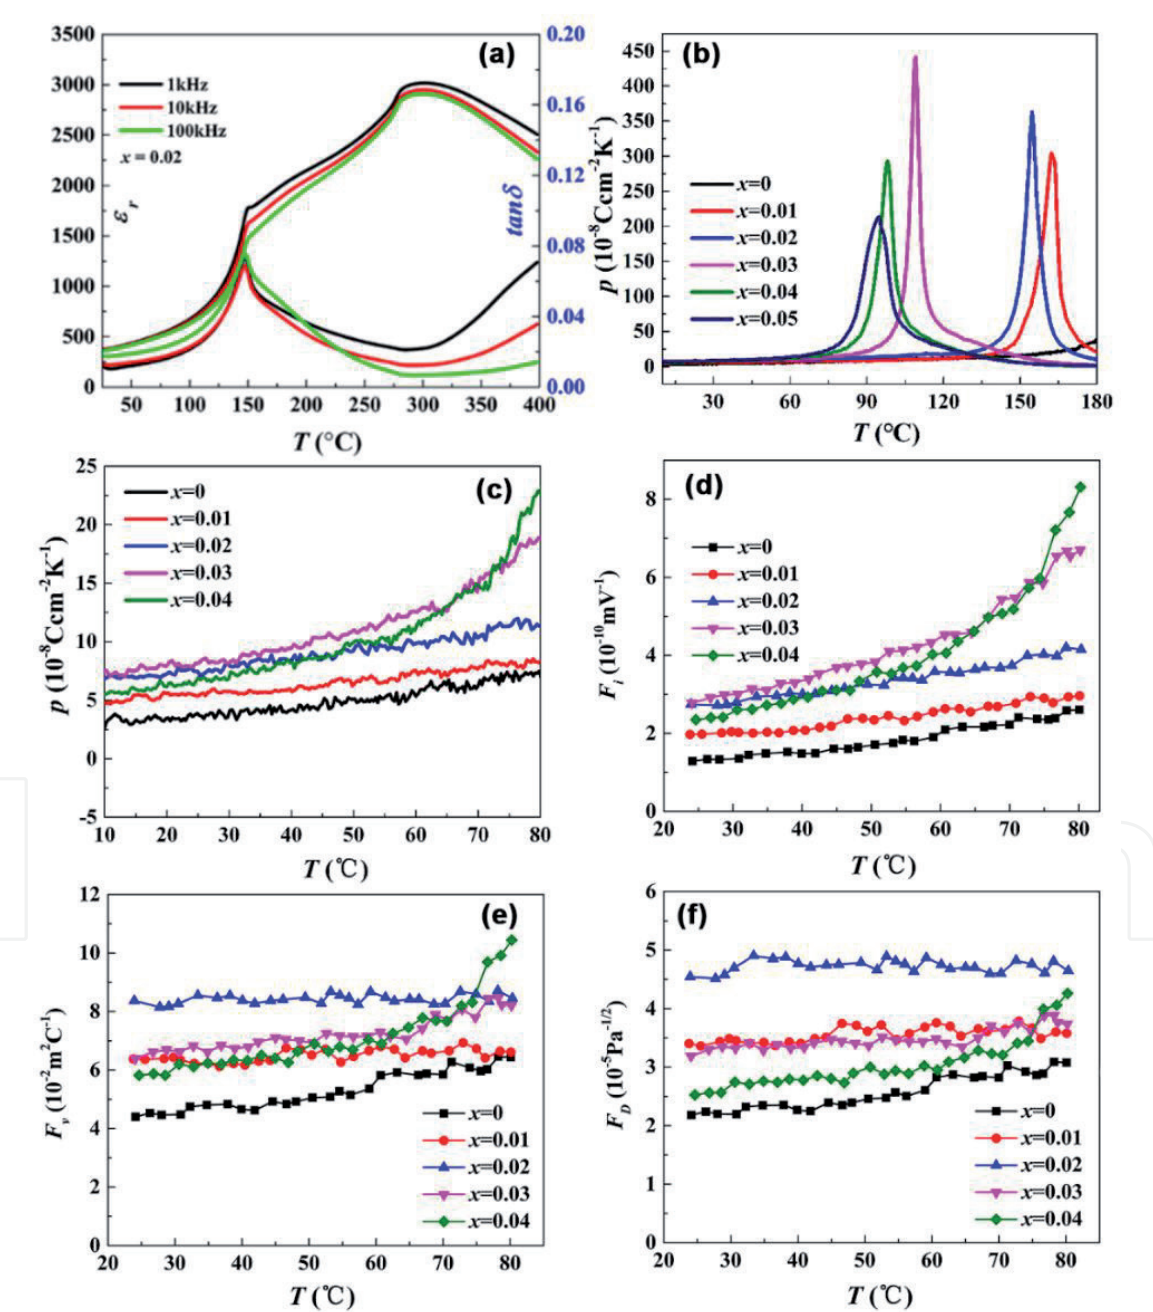 (a)
3500
3000
2500
2000
1500
1000
500
0
εr
0.20
0.16
0.12
0.08
0.04
0.00
tanδ
1kHz
10kHz
100kHz
x = 0.02
50 100 150 200 250 300 350 400
T (°C)
(b)
450
400
350
300
250
200
150
100
50
0
p (10⁻⁸Ccm⁻²K⁻¹)
x=0
x=0.01
x=0.02
x=0.03
x=0.04
x=0.05
30 60 90 120 150 180
T (°C)
(c)
25
20
15
10
5
0
-5
p (10⁻⁸Ccm⁻²K⁻¹)
x=0
x=0.01
x=0.02
x=0.03
x=0.04
10 20 30 40 50 60 70 80
T (℃)
(d)
8
6
4
2
0
Fi (10⁻¹⁰mV⁻¹)
x=0
x=0.01
x=0.02
x=0.03
x=0.04
20 30 40 50 60 70 80
T (℃)
(e)
12
10
8
6
4
2
0
Fv (10⁻²m²C⁻¹)
x=0
x=0.01
x=0.02
x=0.03
x=0.04
20 30 40 50 60 70 80
T (℃)
(f)
6
5
4
3
2
1
0
FD (10⁻⁵Pa⁻¹/²)
x=0
x=0.01
x=0.02
x=0.03
x=0.04
20 30 40 50 60 70 80
T (℃)